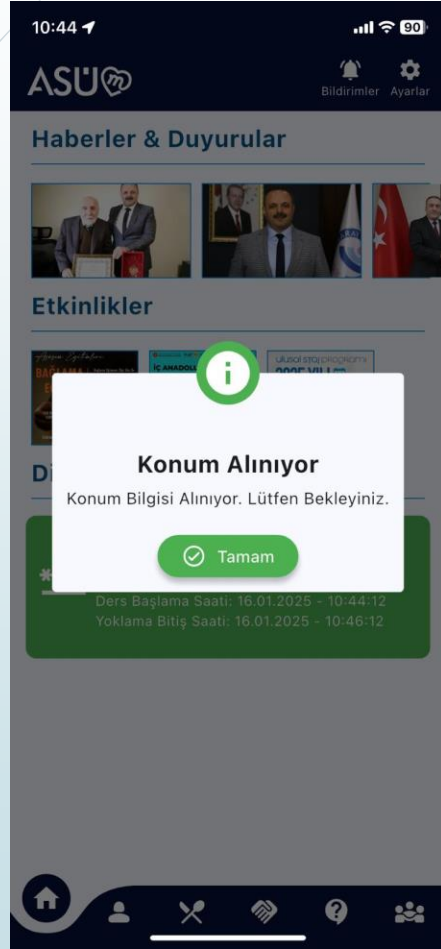 10:44
90
ASÜ
Bildirimler
Ayarlar
Haberler & Duyurular
Etkinlikler
BAĞLAMA
İÇ ANADOLU
ulusal staj programı
Konum Alınıyor
Konum Bilgisi Alınıyor. Lütfen Bekleyiniz.
Tamam
Ders Başlama Saati: 16.01.2025 - 10:44:12
Yoklama Bitiş Saati: 16.01.2025 - 10:46:12